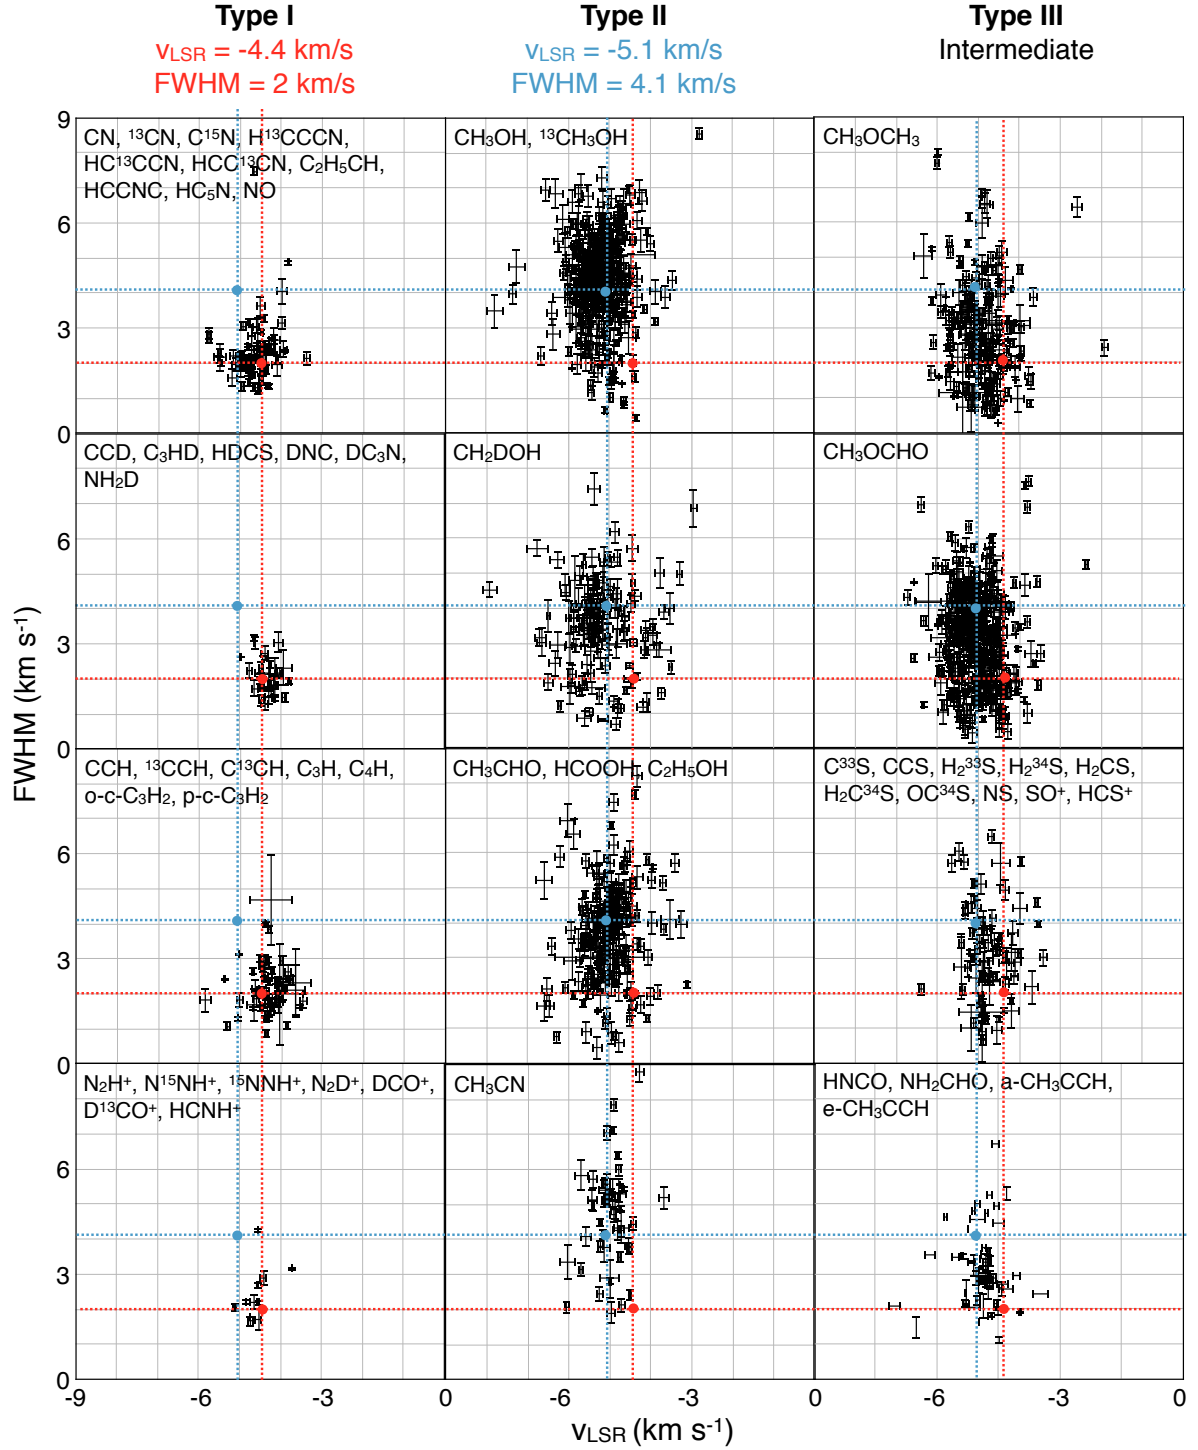 Type I
Type II
Type III
vLSR = -4.4 km/s
vLSR = -5.1 km/s
Intermediate
FWHM = 2 km/s
FWHM = 4.1 km/s
9
CN, ¹³CN, C¹⁵N, H¹³CCCN,
HC¹³CCN, HCC¹³CN, C₂H₅CH,
HCCNC, HC₅N, NO
CH₃OH, ¹³CH₃OH
CH₃OCH₃
6
3
0
CCD, C₃HD, HDCS, DNC, DC₃N,
NH₂D
CH₂DOH
CH₃OCHO
6
3
0
CCH, ¹³CCH, C¹³CH, C₃H, C₄H,
o-c-C₃H₂, p-c-C₃H₂
CH₃CHO, HCOOH, C₂H₅OH
C³³S, CCS, H₂³³S, H₂³⁴S, H₂CS,
H₂C³⁴S, OC³⁴S, NS, SO⁺, HCS⁺
6
3
0
N₂H⁺, N¹⁵NH⁺, ¹⁵NNH⁺, N₂D⁺, DCO⁺,
D¹³CO⁺, HCNH⁺
CH₃CN
HNCO, NH₂CHO, a-CH₃CCH,
e-CH₃CCH
6
3
0
-9 -6 -3 0 -6 -3 0 -6 -3 0
FWHM (km s⁻¹)
vLSR (km s⁻¹)